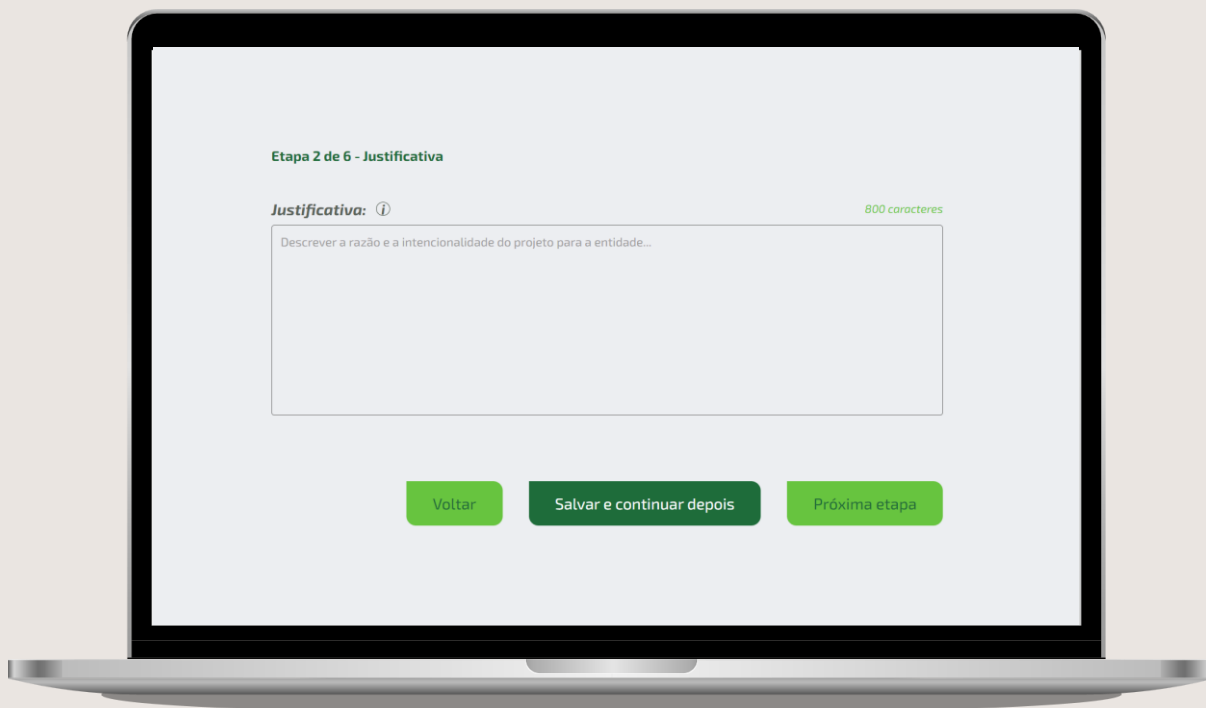 Etapa 2 de 6 - Justificativa
Justificativa: i
800 caracteres
Descrever a razão e a intencionalidade do projeto para a entidade...
Voltar
Salvar e continuar depois
Próxima etapa